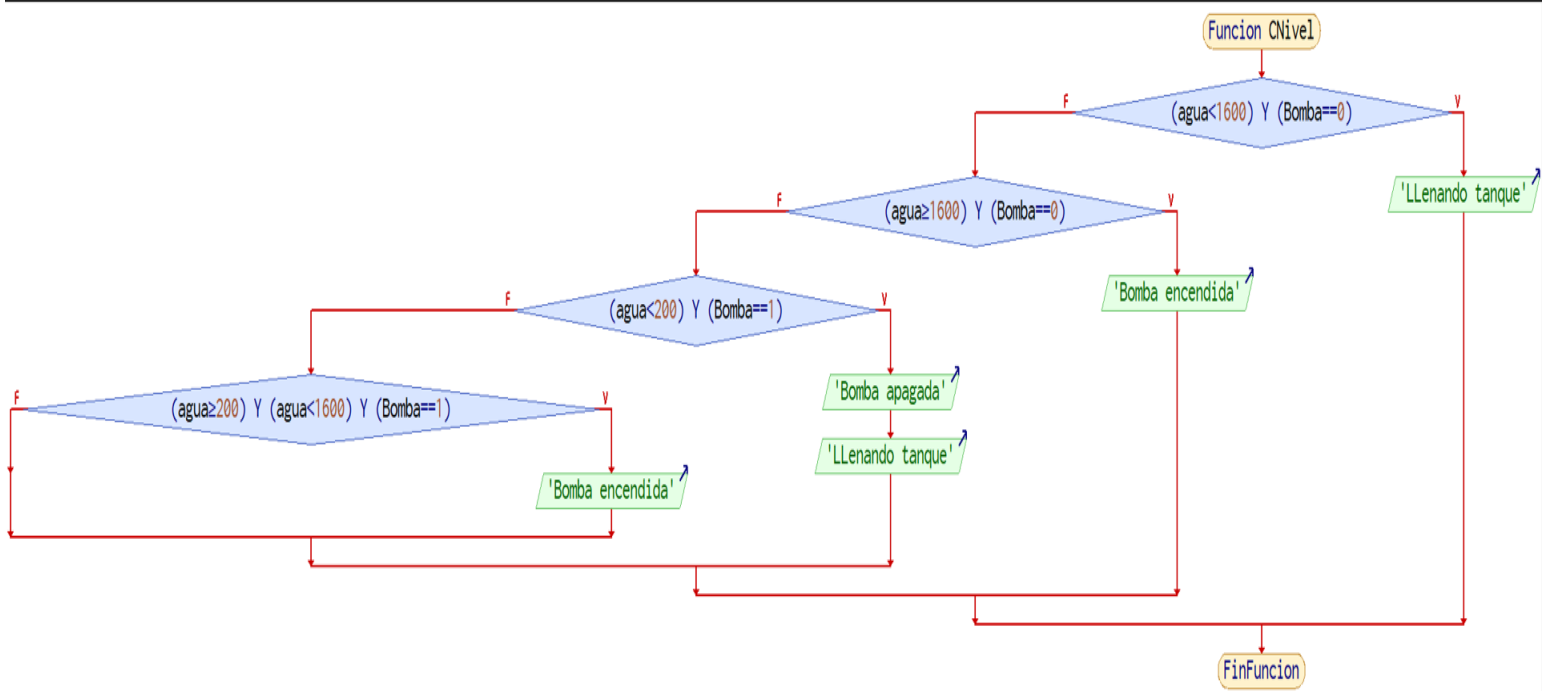 Funcion CNivel
F
(agua<1600) Y (Bomba==0)
V
'LLenando tanque'
F
(agua≥1600) Y (Bomba==0)
V
'Bomba encendida'
F
(agua<200) Y (Bomba==1)
V
'Bomba apagada'
'LLenando tanque'
F
(agua≥200) Y (agua<1600) Y (Bomba==1)
V
'Bomba encendida'
FinFuncion